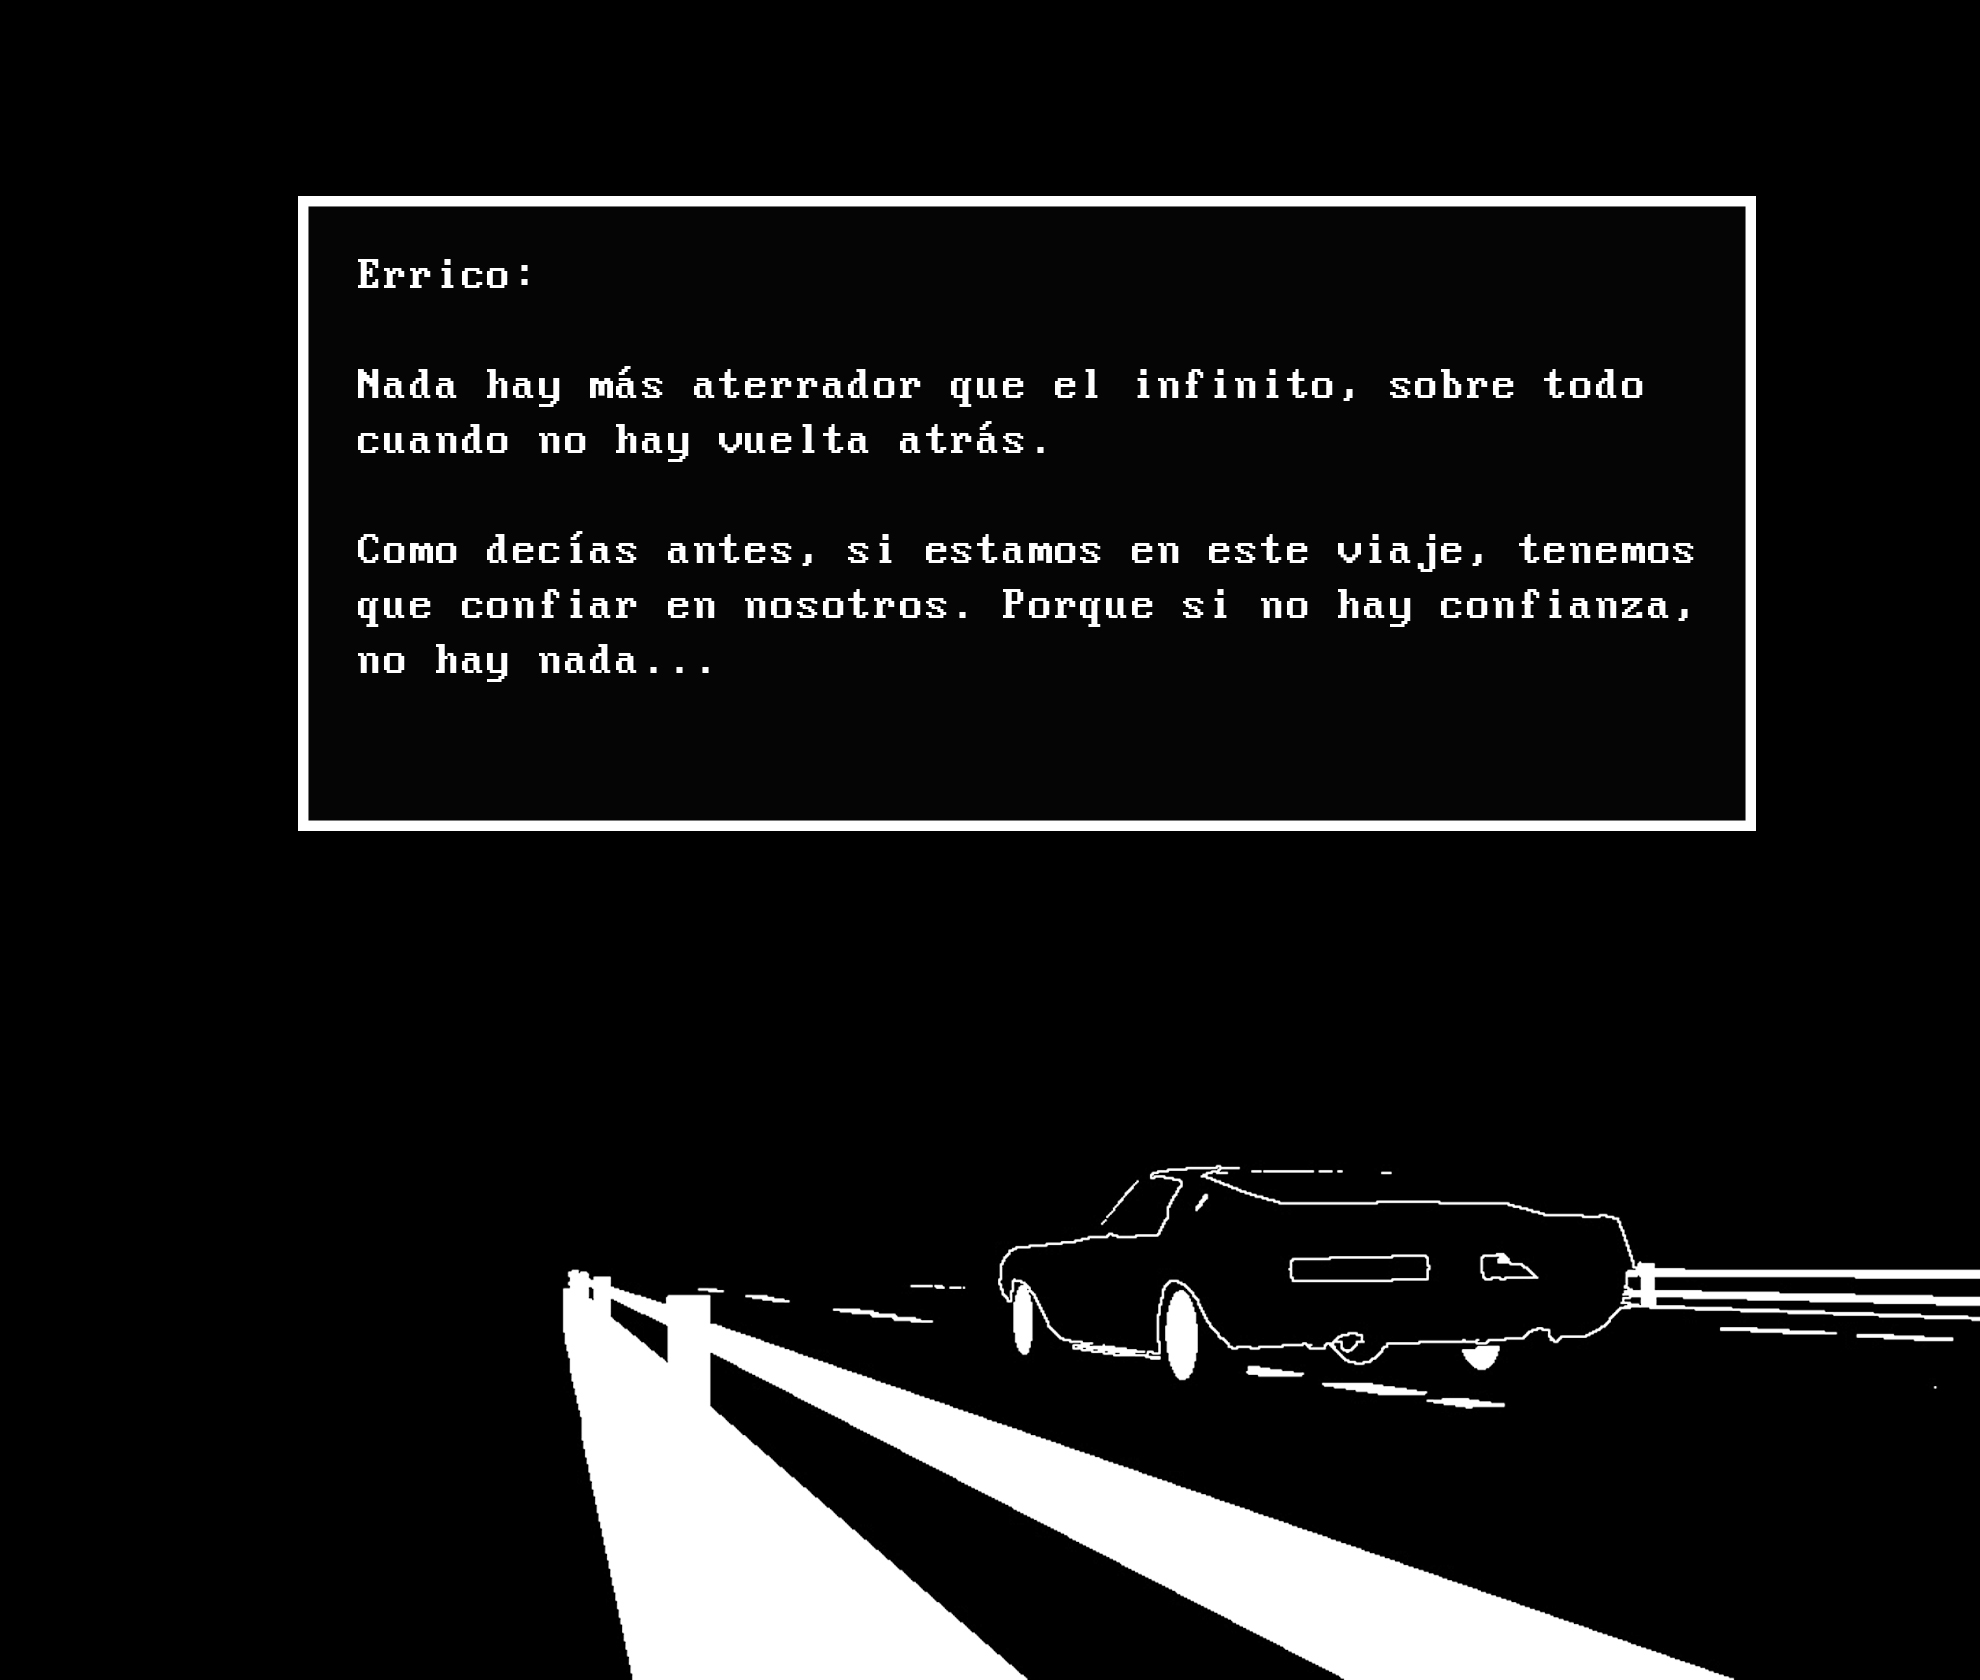 Errico:
Nada hay más aterrador que el infinito, sobre todo
cuando no hay vuelta atrás.
Como decías antes, si estamos en este viaje, tenemos
que confiar en nosotros. Porque si no hay confianza,
no hay nada...